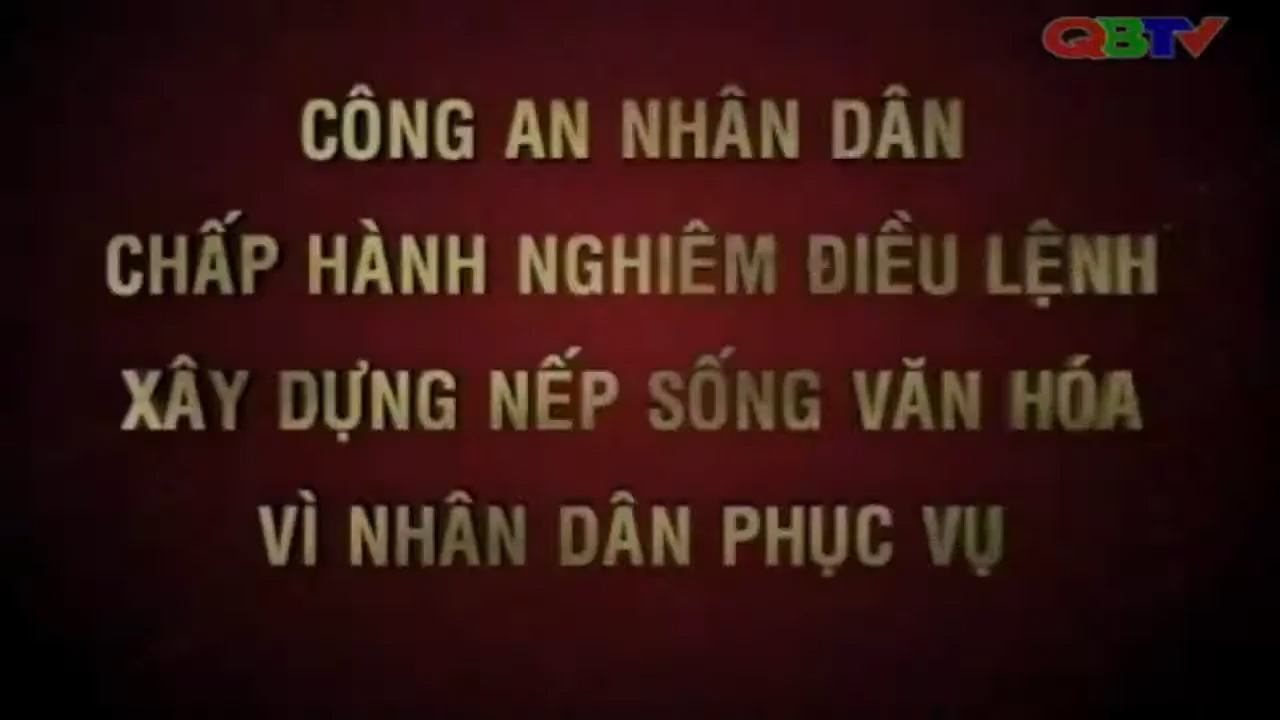 QBTV
CÔNG AN NHÂN DÂN
CHẤP HÀNH NGHIÊM ĐIỀU LỆNH
XÂY DỰNG NẾP SỐNG VĂN HÓA
VÌ NHÂN DÂN PHỤC VỤ